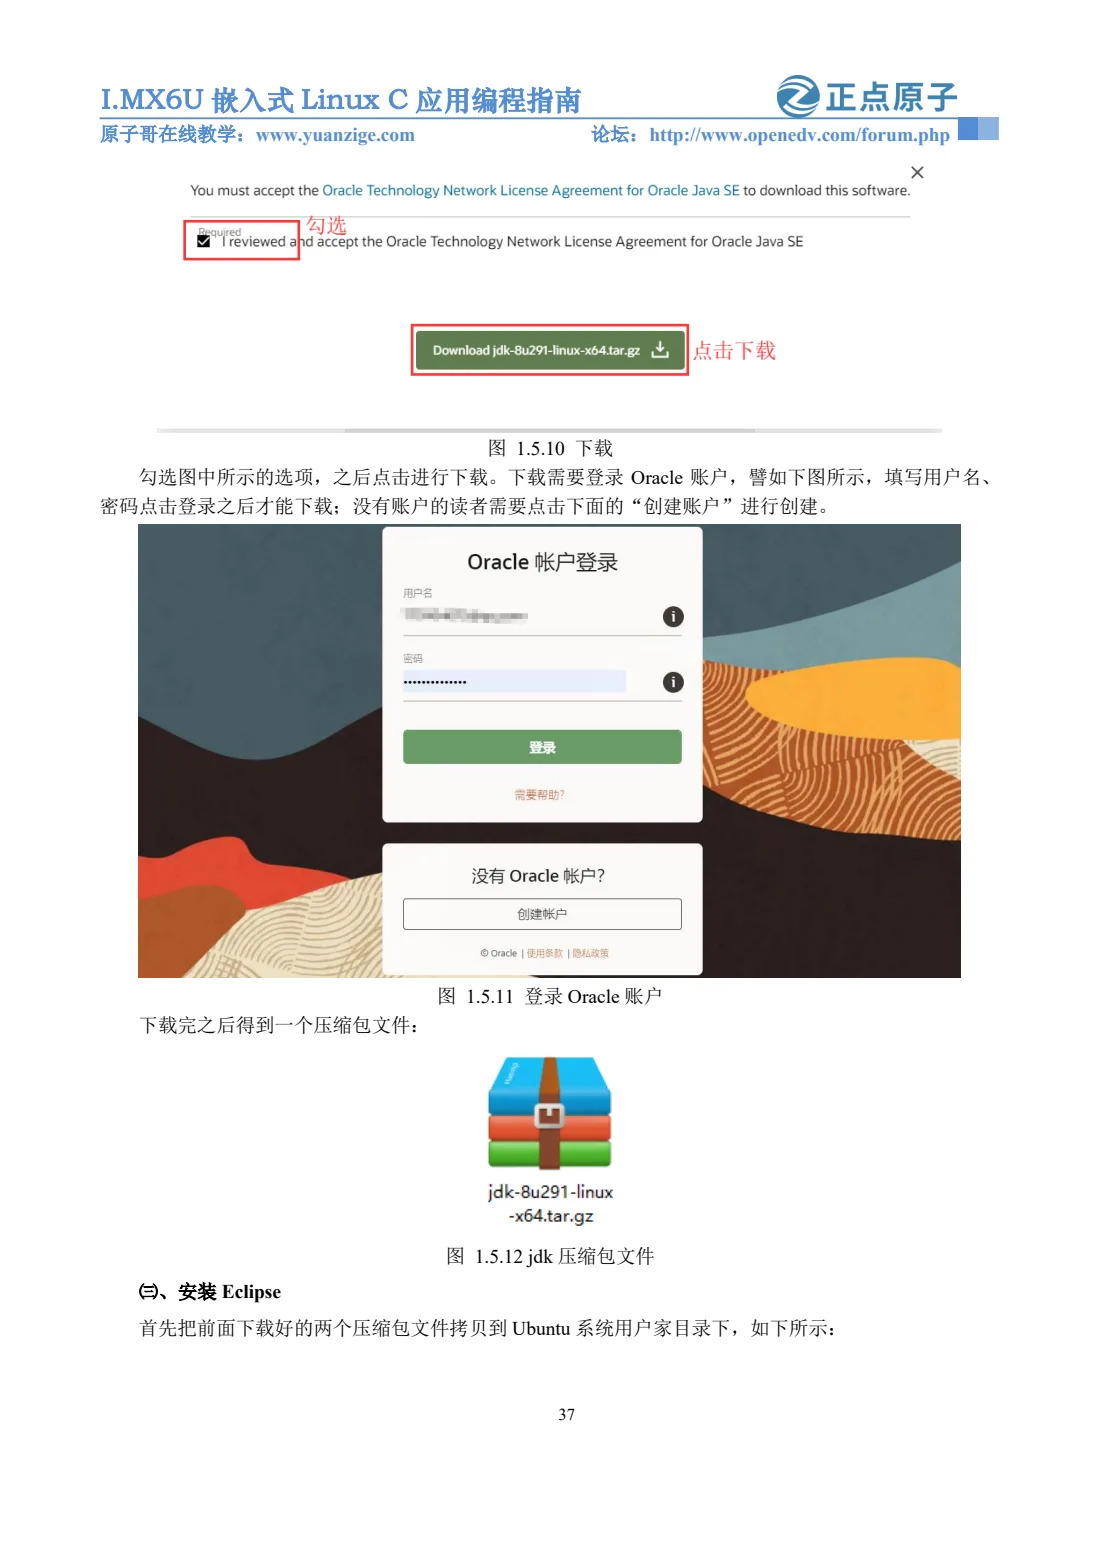 I.MX6U 嵌入式 Linux C 应用编程指南
正点原子
原子哥在线教学：www.yuanzige.com 论坛：http://www.openedv.com/forum.php
You must accept the Oracle Technology Network License Agreement for Oracle Java SE to download this software.
勾选
Required
I reviewed and accept the Oracle Technology Network License Agreement for Oracle Java SE
Download jdk-8u291-linux-x64.tar.gz 点击下载
图 1.5.10 下载
勾选图中所示的选项，之后点击进行下载。下载需要登录 Oracle 账户，譬如下图所示，填写用户名、
密码点击登录之后才能下载；没有账户的读者需要点击下面的“创建账户”进行创建。
Oracle 帐户登录
用户名
密码
登录
需要帮助?
没有 Oracle 帐户?
创建帐户
© Oracle | 使用条款 | 隐私政策
图 1.5.11 登录 Oracle 账户
下载完之后得到一个压缩包文件：
jdk-8u291-linux
-x64.tar.gz
图 1.5.12 jdk 压缩包文件
㈢、安装 Eclipse
首先把前面下载好的两个压缩包文件拷贝到 Ubuntu 系统用户家目录下，如下所示：
37